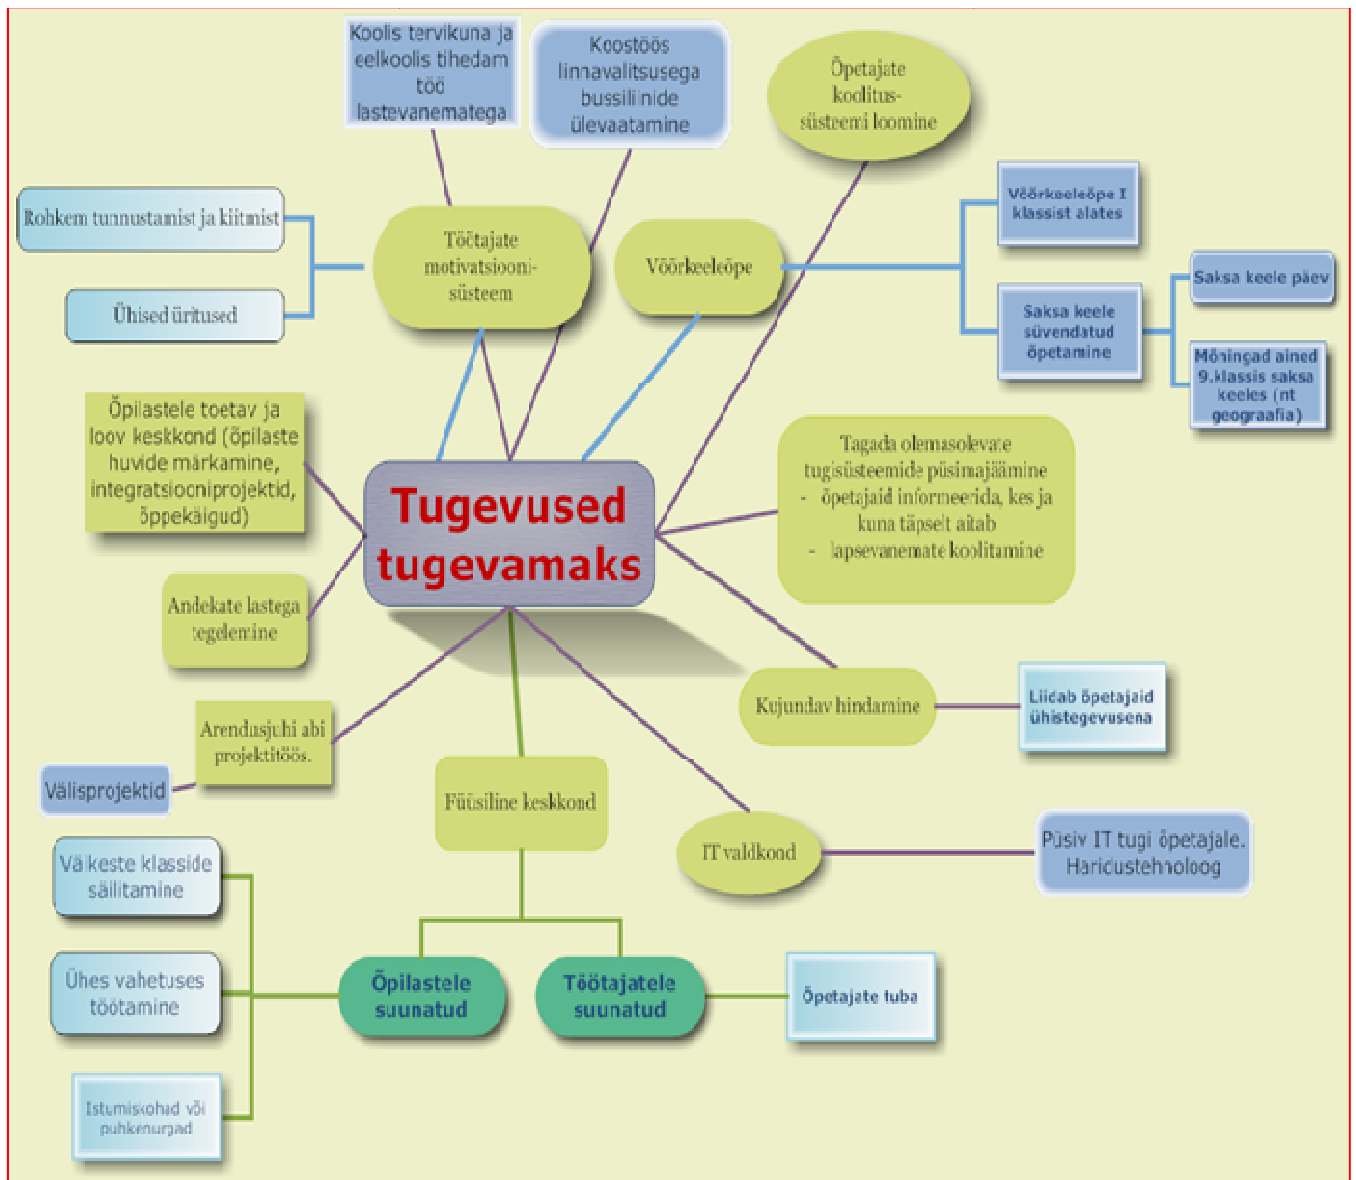 Koolis tervikuna ja
eelkoolis tihedam
töö
lastevanematega
Koostöös
linnavalitsusega
bussiliinide
ülevaatamine
Õpetajate
koolitus-
süsteemi loomine
Rohkem tunnustamist ja kiitmist
Ühised üritused
Töötajate
motivatsiooni-
süsteem
Võõrkeeleõpe
Võõrkeeleõpe I
klassist alates
Saksa keele
süvendatud
õpetamine
Saksa keele päev
Mõningad ained
9.klassis saksa
keeles (nt
geograafia)
Õpilastele toetav ja
loov keskkond (õpilaste
huvide märkamine,
integratsiooniprojektid,
õppekäigud)
Tugevused
tugevamaks
Tagada olemasolevate
tugisüsteemide püsimajäämine
- õpetajaid informeerida, kes ja
kuna täpselt aitab
- lapsevanemate koolitamine
Andekate lastega
tegelemine
Kujundav hindamine
Liidab õpetajaid
ühistegevusena
Arendusjuhi abi
projektitöös.
Välisprojektid
Füüsiline keskkond
IT valdkond
Püsiv IT tugi õpetajale.
Haridustehnoloog
Väikeste klasside
säilitamine
Ühes vahetuses
töötamine
Istumiskohad või
puhkenurgad
Õpilastele
suunatud
Töötajatele
suunatud
Õpetajate tuba